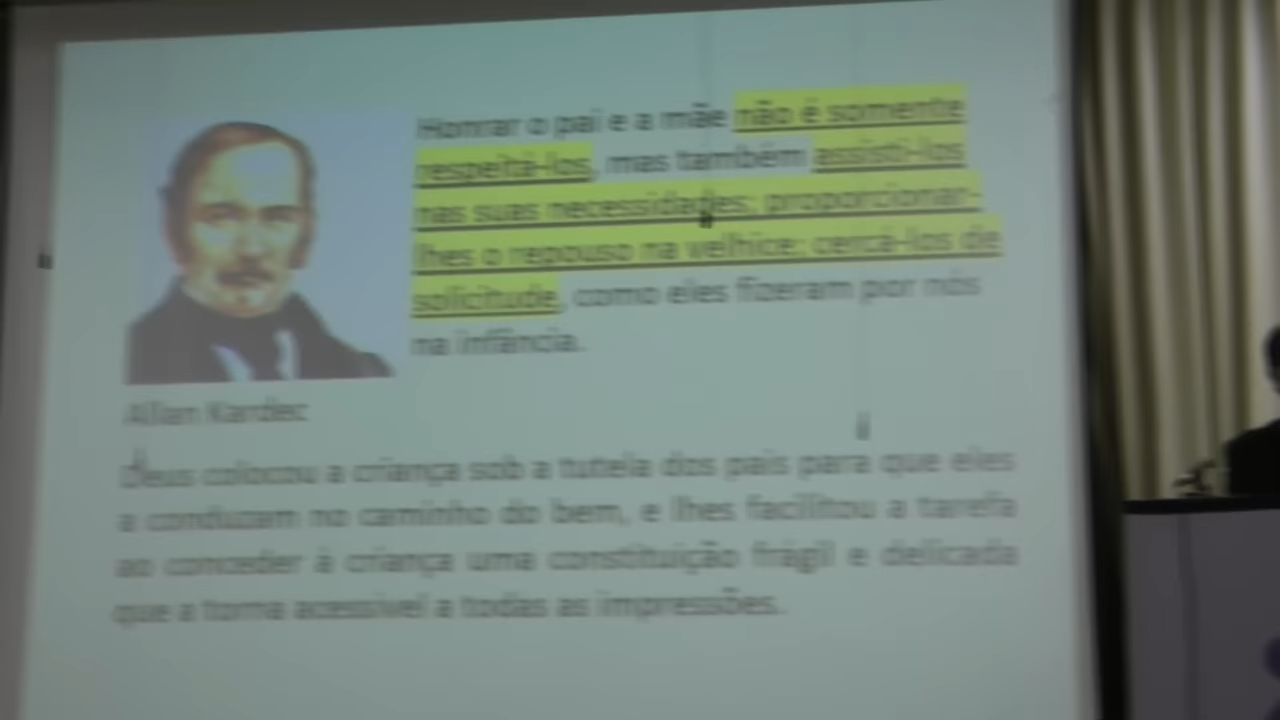 Honrar o pai e a mãe não é somente
respeitá-los, mas também assisti-los
nas suas necessidades; proporcionar-
lhes o repouso na velhice; cercá-los de
solicitude, como eles fizeram por nós
na infância.
Allan Kardec
Deus colocou a criança sob a tutela dos pais para que eles
a conduzam no caminho do bem, e lhes facilitou a tarefa
ao conceder à criança uma constituição frágil e delicada
que a torna acessível a todas as impressões.